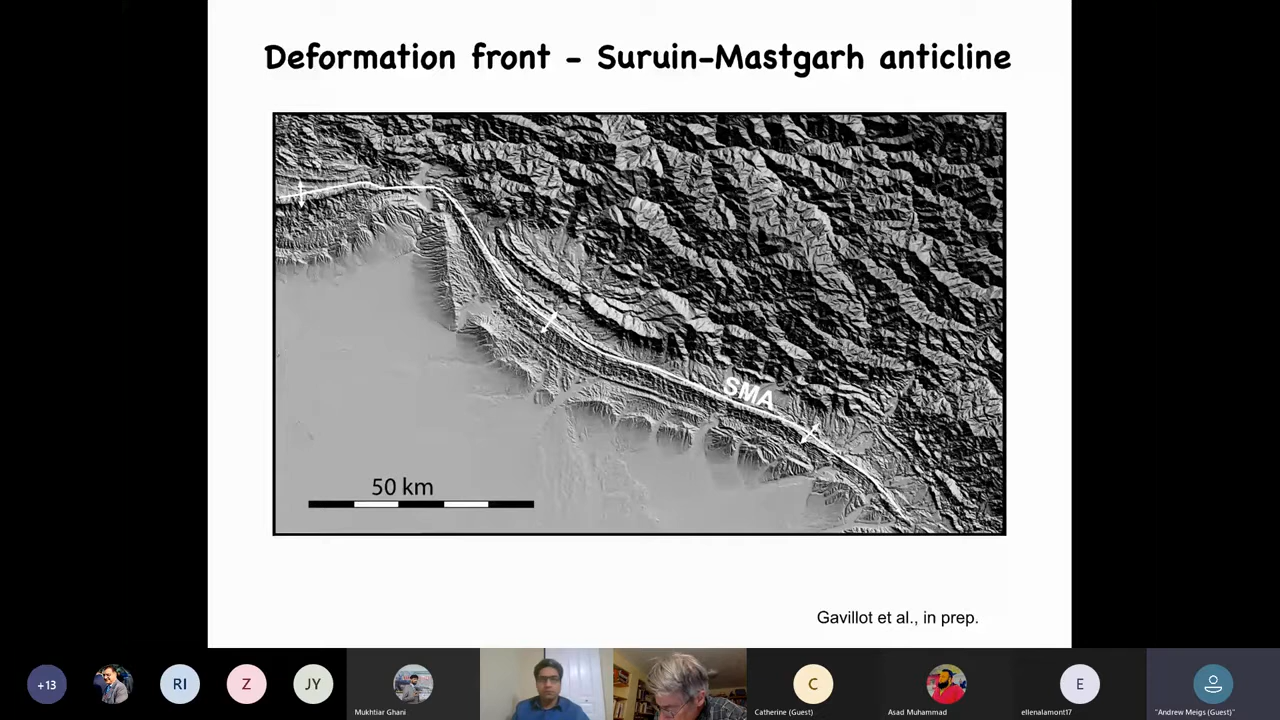 Deformation front - Suruin-Mastgarh anticline
SMA
50 km
Gavillot et al., in prep.
+13
RI
Z
JY
Mukhtiar Ghani
C
Catherine (Guest)
Asad Muhammad
E
ellenalamont17
"Andrew Meigs (Guest)"